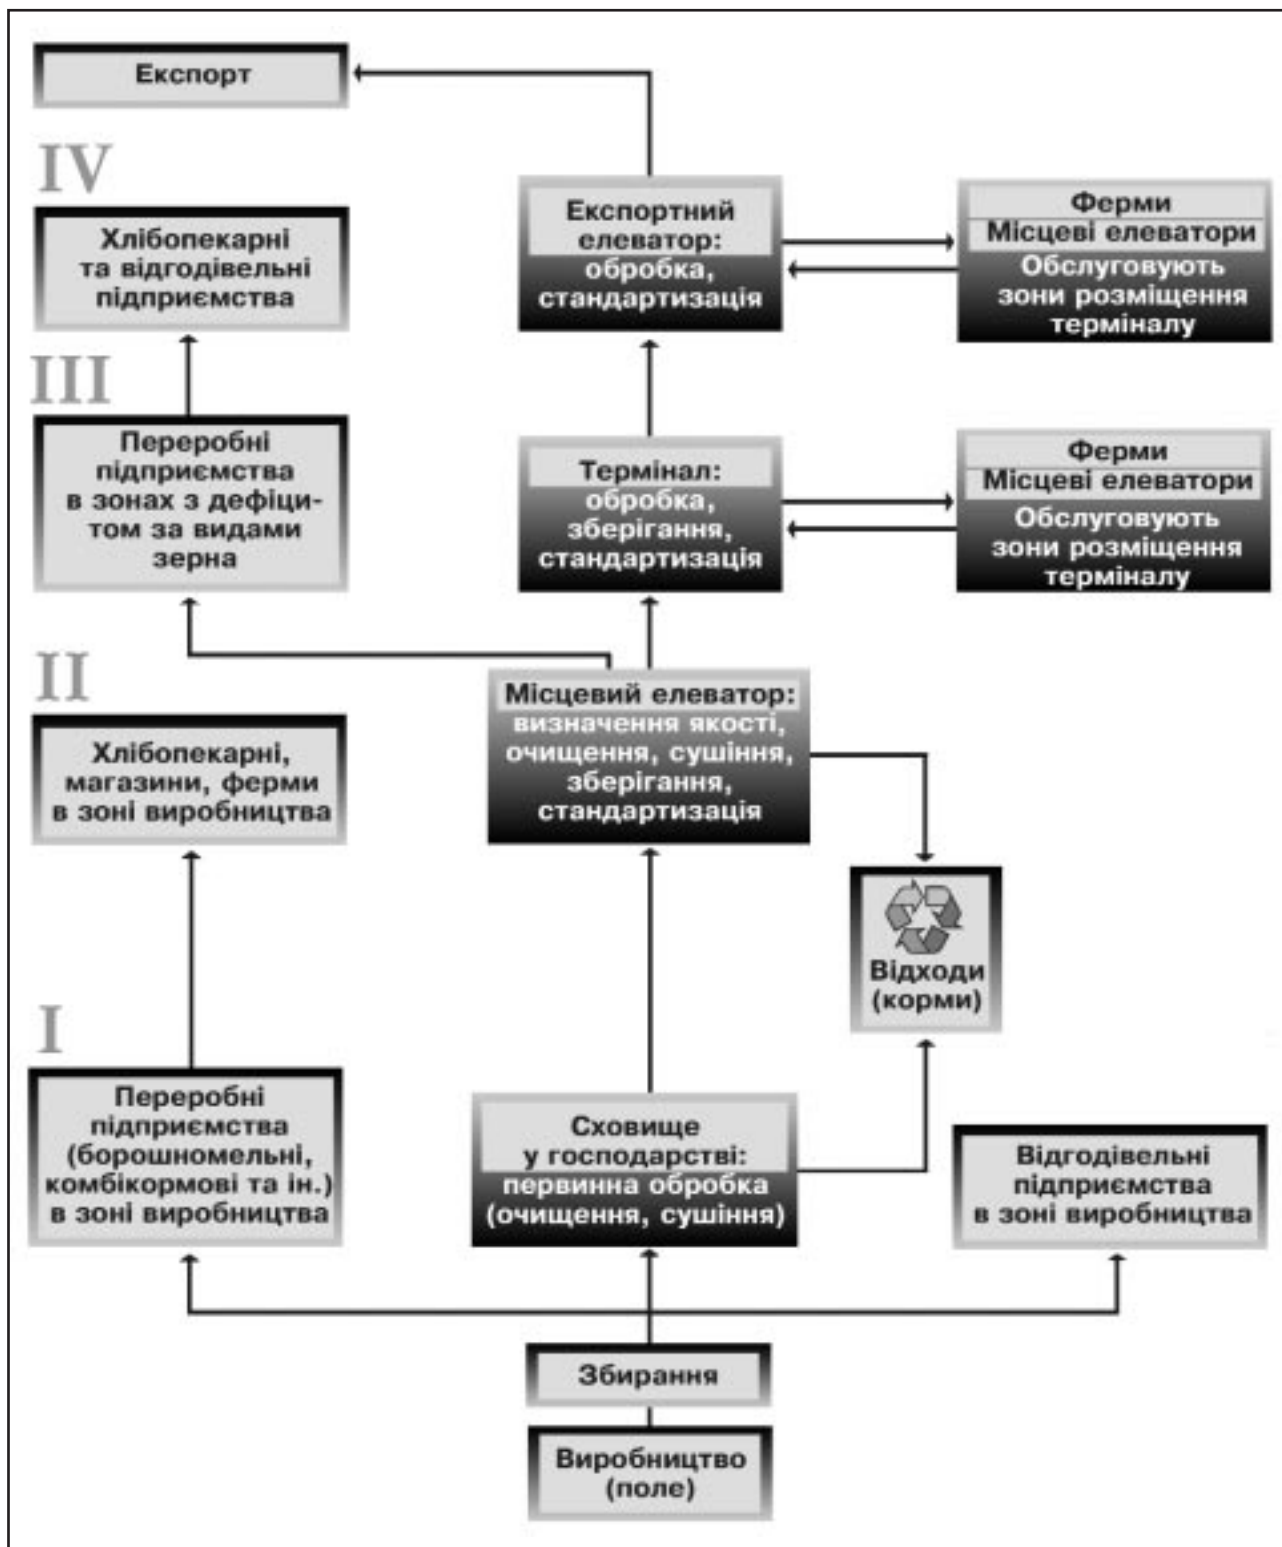 Експорт
IV
Хлібопекарні
та відгодівельні
підприємства
Експортний
елеватор:
обробка,
стандартизація
Ферми
Місцеві елеватори
Обслуговують
зони розміщення
терміналу
III
Переробні
підприємства
в зонах з дефіци-
том за видами
зерна
Термінал:
обробка,
зберігання,
стандартизація
Ферми
Місцеві елеватори
Обслуговують
зони розміщення
терміналу
II
Хлібопекарні,
магазини, ферми
в зоні виробництва
Місцевий елеватор:
визначення якості,
очищення, сушіння,
зберігання,
стандартизація
Відходи
(корми)
I
Переробні
підприємства
(борошномельні,
комбікормові та ін.)
в зоні виробництва
Сховище
у господарстві:
первинна обробка
(очищення, сушіння)
Відгодівельні
підприємства
в зоні виробництва
Збирання
Виробництво
(поле)